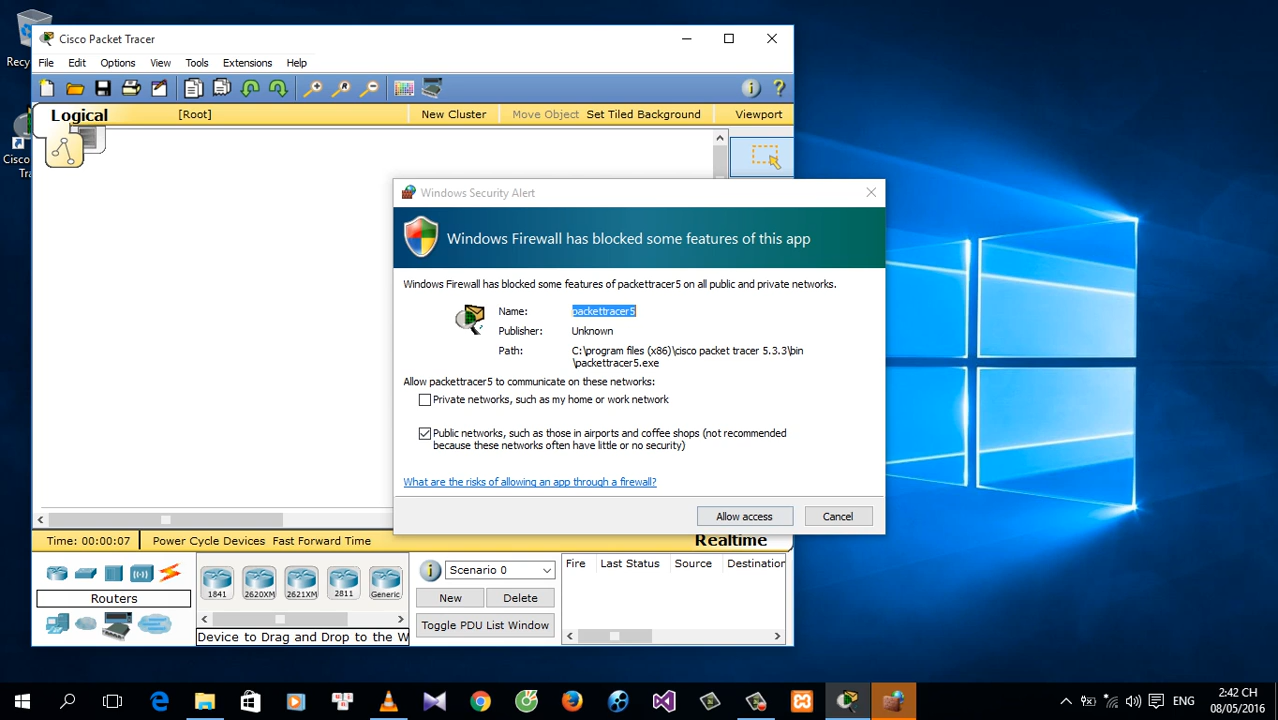 Recy
Cisco
Tra
Cisco Packet Tracer
File Edit Options View Tools Extensions Help
Logical [Root] New Cluster Move Object Set Tiled Background Viewport
Windows Security Alert
Windows Firewall has blocked some features of this app
Windows Firewall has blocked some features of packettracer5 on all public and private networks.
Name: packettracer5
Publisher: Unknown
Path: C:\program files (x86)\cisco packet tracer 5.3.3\bin
\packettracer5.exe
Allow packettracer5 to communicate on these networks:
Private networks, such as my home or work network
Public networks, such as those in airports and coffee shops (not recommended
because these networks often have little or no security)
What are the risks of allowing an app through a firewall?
Allow access Cancel
Time: 00:00:07 Power Cycle Devices Fast Forward Time Realtime
Routers
1841 2620XM 2621XM 2811 Generic
Device to Drag and Drop to the W
Scenario 0
New Delete
Toggle PDU List Window
Fire Last Status Source Destination
ENG
2:42 CH
08/05/2016